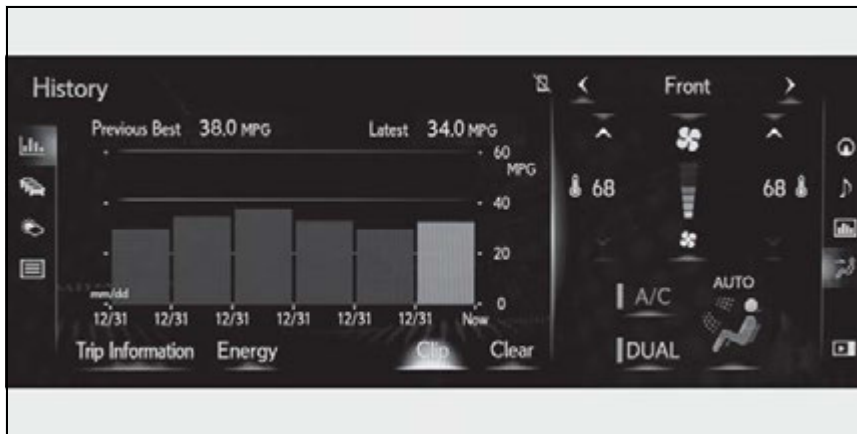 History
Front
Previous Best 38.0 MPG
Latest 34.0 MPG
60
MPG
40
20
0
68
68
mm/dd
12/31 12/31 12/31 12/31 12/31 12/31 Now
Trip Information Energy Clip Clear
A/C
AUTO
DUAL